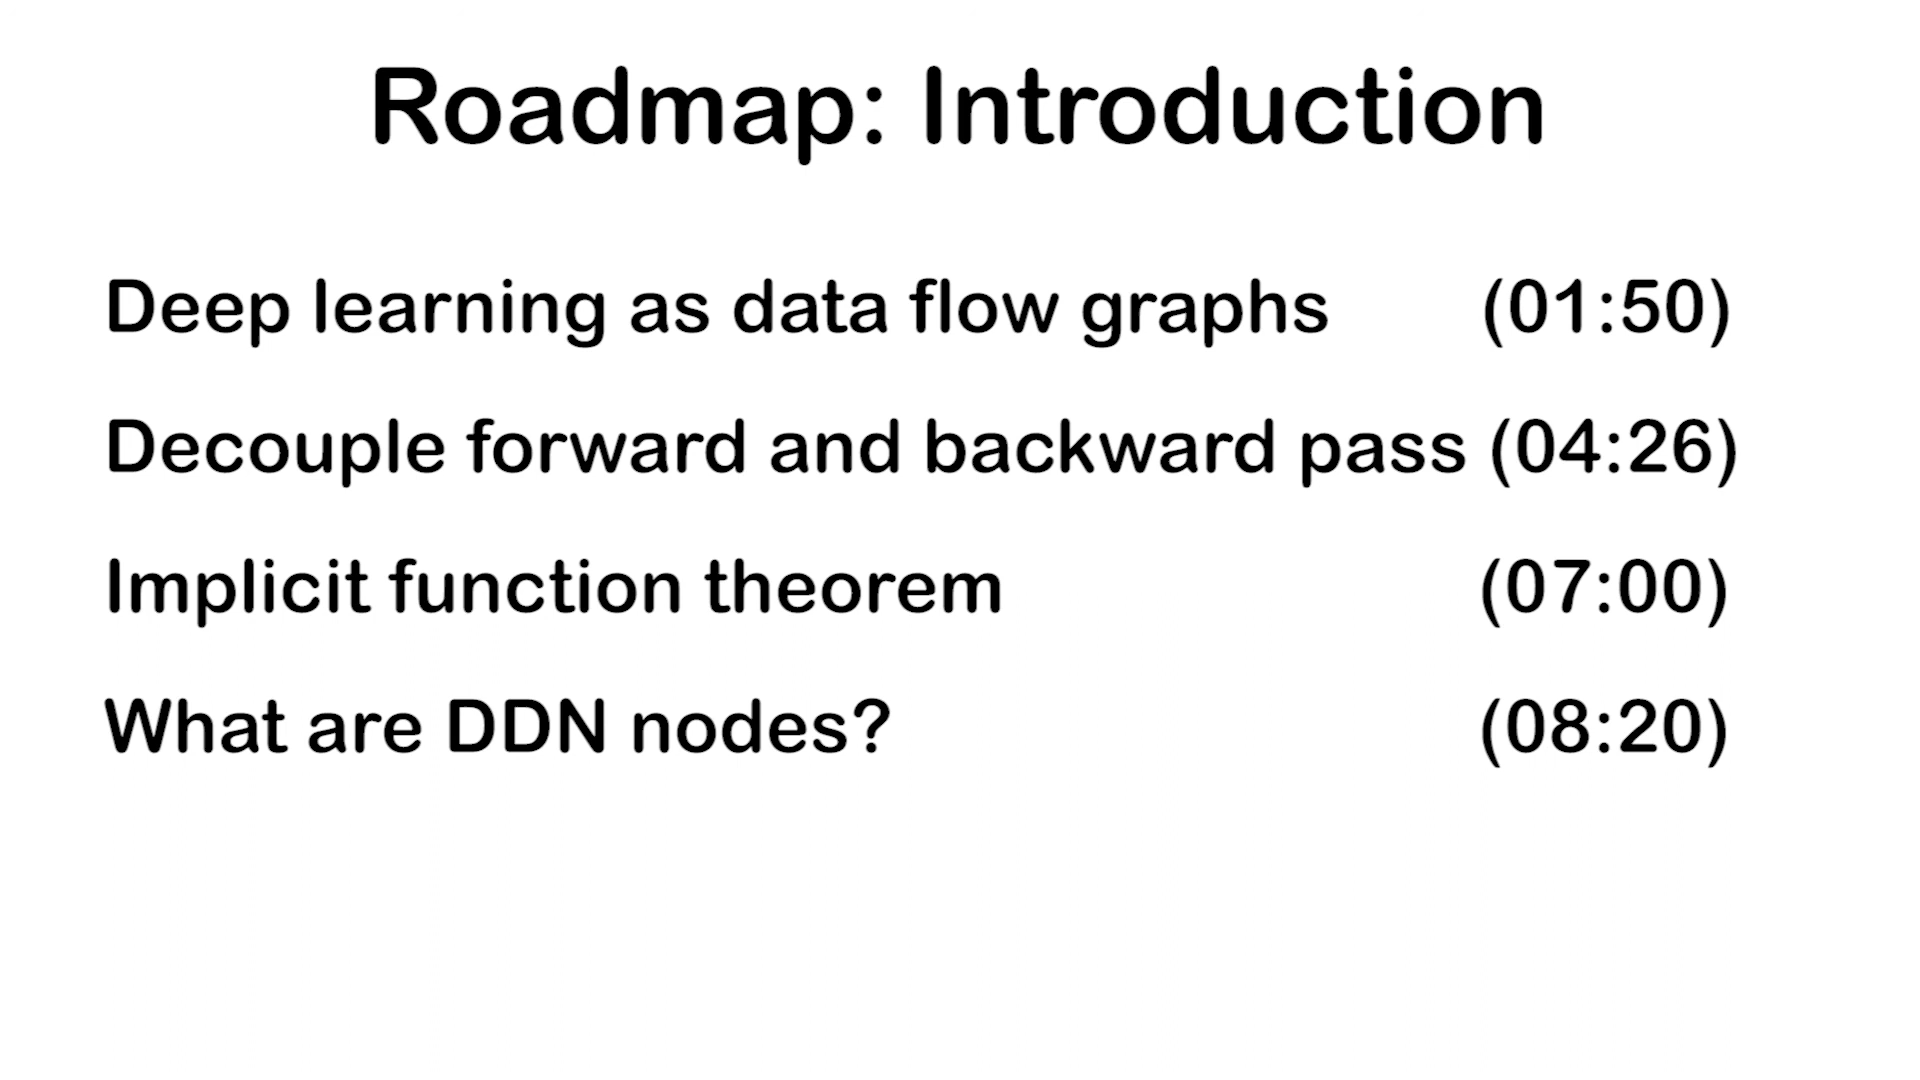 Roadmap: Introduction
Deep learning as data flow graphs (01:50)
Decouple forward and backward pass (04:26)
Implicit function theorem (07:00)
What are DDN nodes? (08:20)